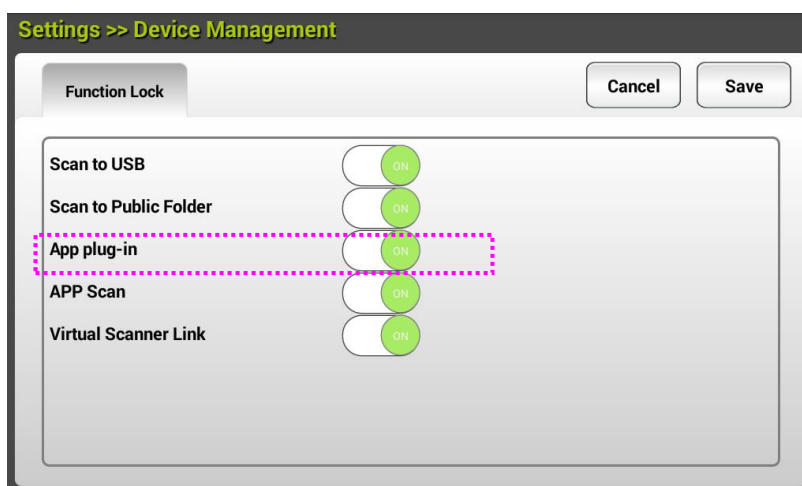 Settings >> Device Management
Function Lock
Cancel
Save
Scan to USB
ON
Scan to Public Folder
ON
App plug-in
ON
APP Scan
ON
Virtual Scanner Link
ON